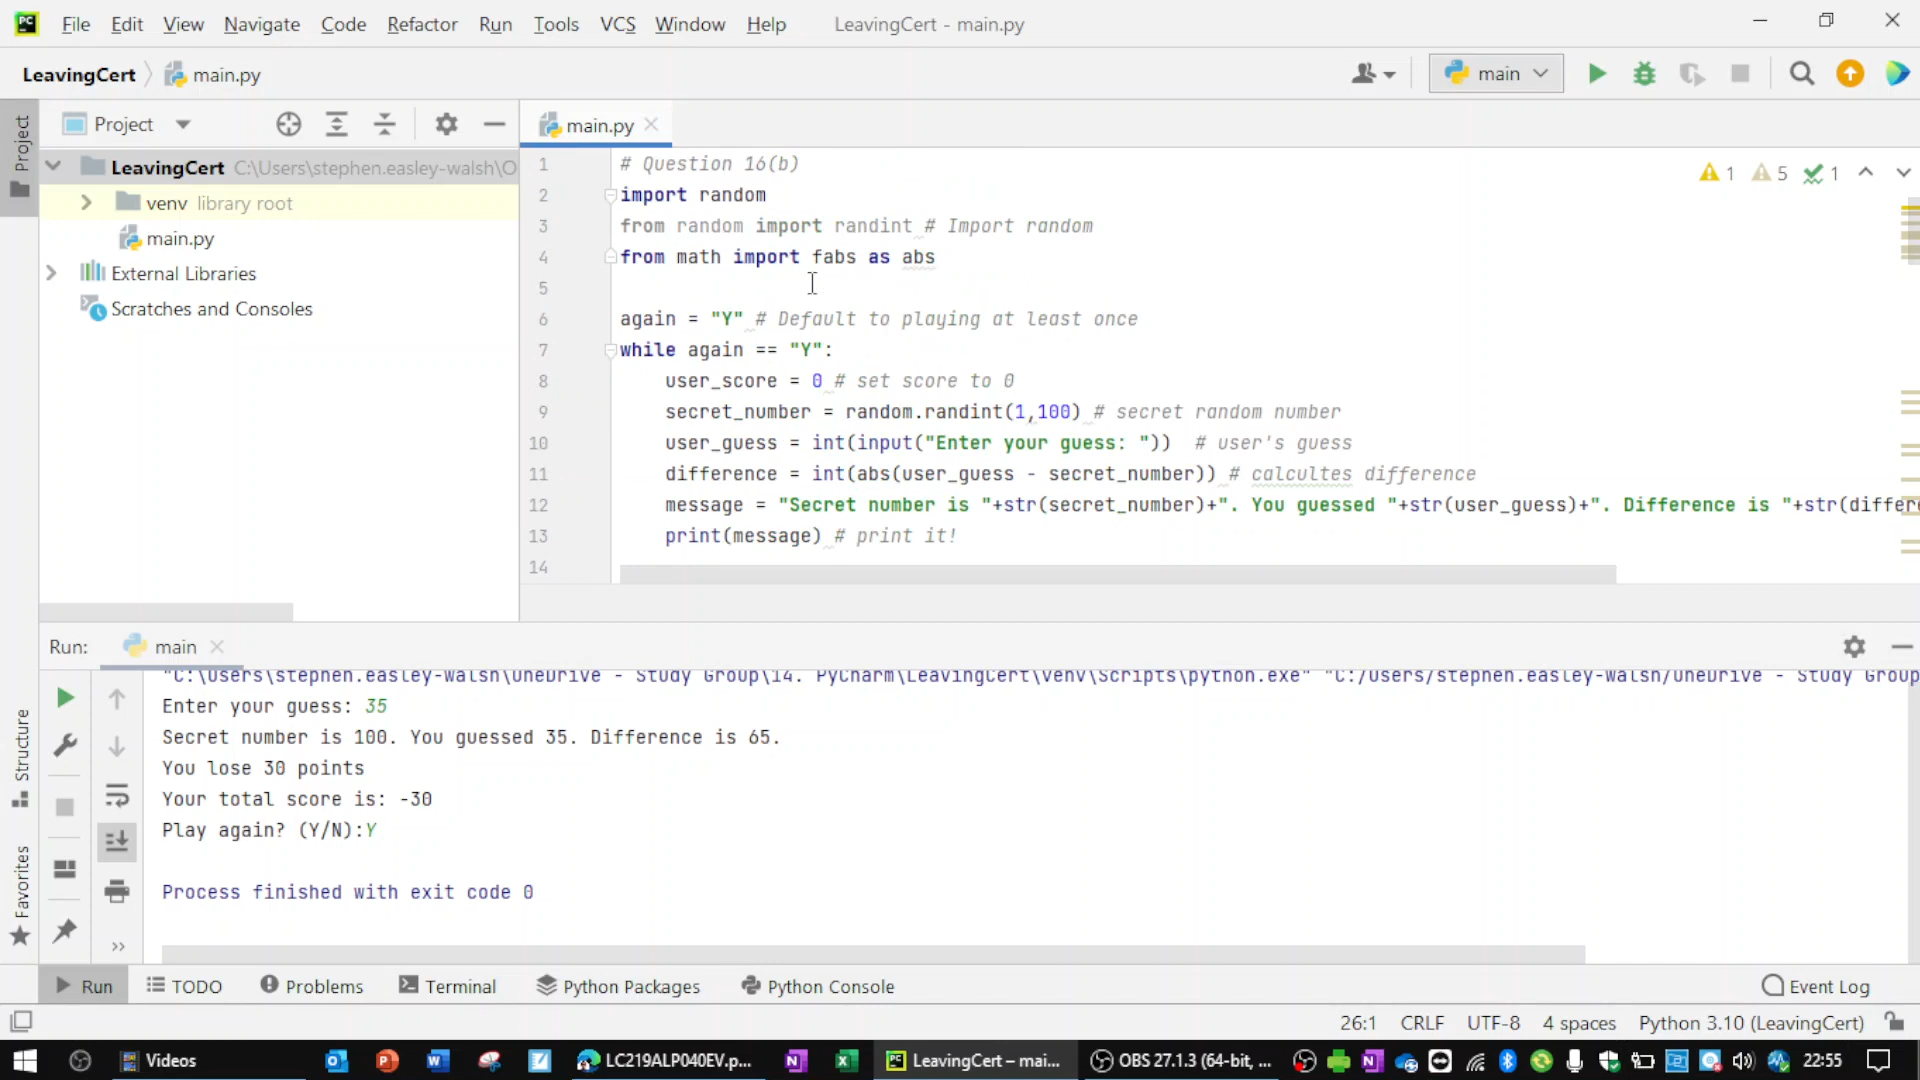 PC File Edit View Navigate Code Refactor Run Tools VCS Window Help LeavingCert - main.py
LeavingCert main.py main
Project
Project
main.py
LeavingCert C:\Users\stephen.easley-walsh\O
venv library root
main.py
External Libraries
Scratches and Consoles
1 5 1
1 # Question 16(b)
2 import random
3 from random import randint # Import random
4 from math import fabs as abs
5
6 again = "Y" # Default to playing at least once
7 while again == "Y":
8 user_score = 0 # set score to 0
9 secret_number = random.randint(1,100) # secret random number
10 user_guess = int(input("Enter your guess: ")) # user's guess
11 difference = int(abs(user_guess - secret_number)) # calcultes difference
12 message = "Secret number is "+str(secret_number)+". You guessed "+str(user_guess)+". Difference is "+str(differe
13 print(message) # print it!
14
Run: main
"C:\Users\stephen.easley-walsh\OneDrive - Study Group\14. PyCharm\LeavingCert\venv\Scripts\python.exe" "C:/Users/stephen.easley-walsh/OneDrive - Study Group
Enter your guess: 35
Secret number is 100. You guessed 35. Difference is 65.
You lose 30 points
Your total score is: -30
Play again? (Y/N):Y
Process finished with exit code 0
Structure
Favorites
Run TODO Problems Terminal Python Packages Python Console Event Log
26:1 CRLF UTF-8 4 spaces Python 3.10 (LeavingCert)
Videos LC219ALP040EV.p... LeavingCert – mai... OBS 27.1.3 (64-bit, ... 22:55